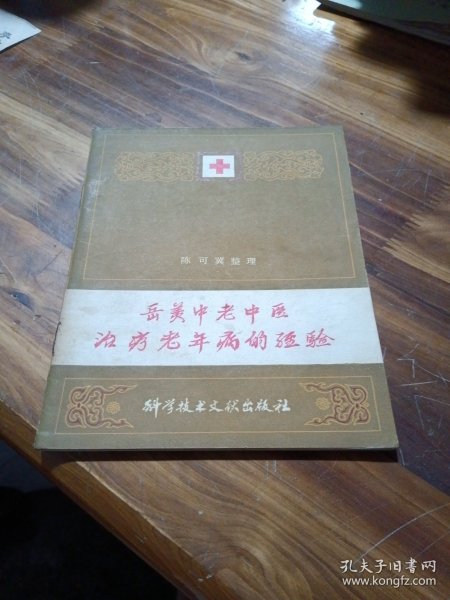 陈可冀整理
岳美中老中医
治疗老年病的经验
科学技术文献出版社
孔夫子旧书网
www.kongfz.com